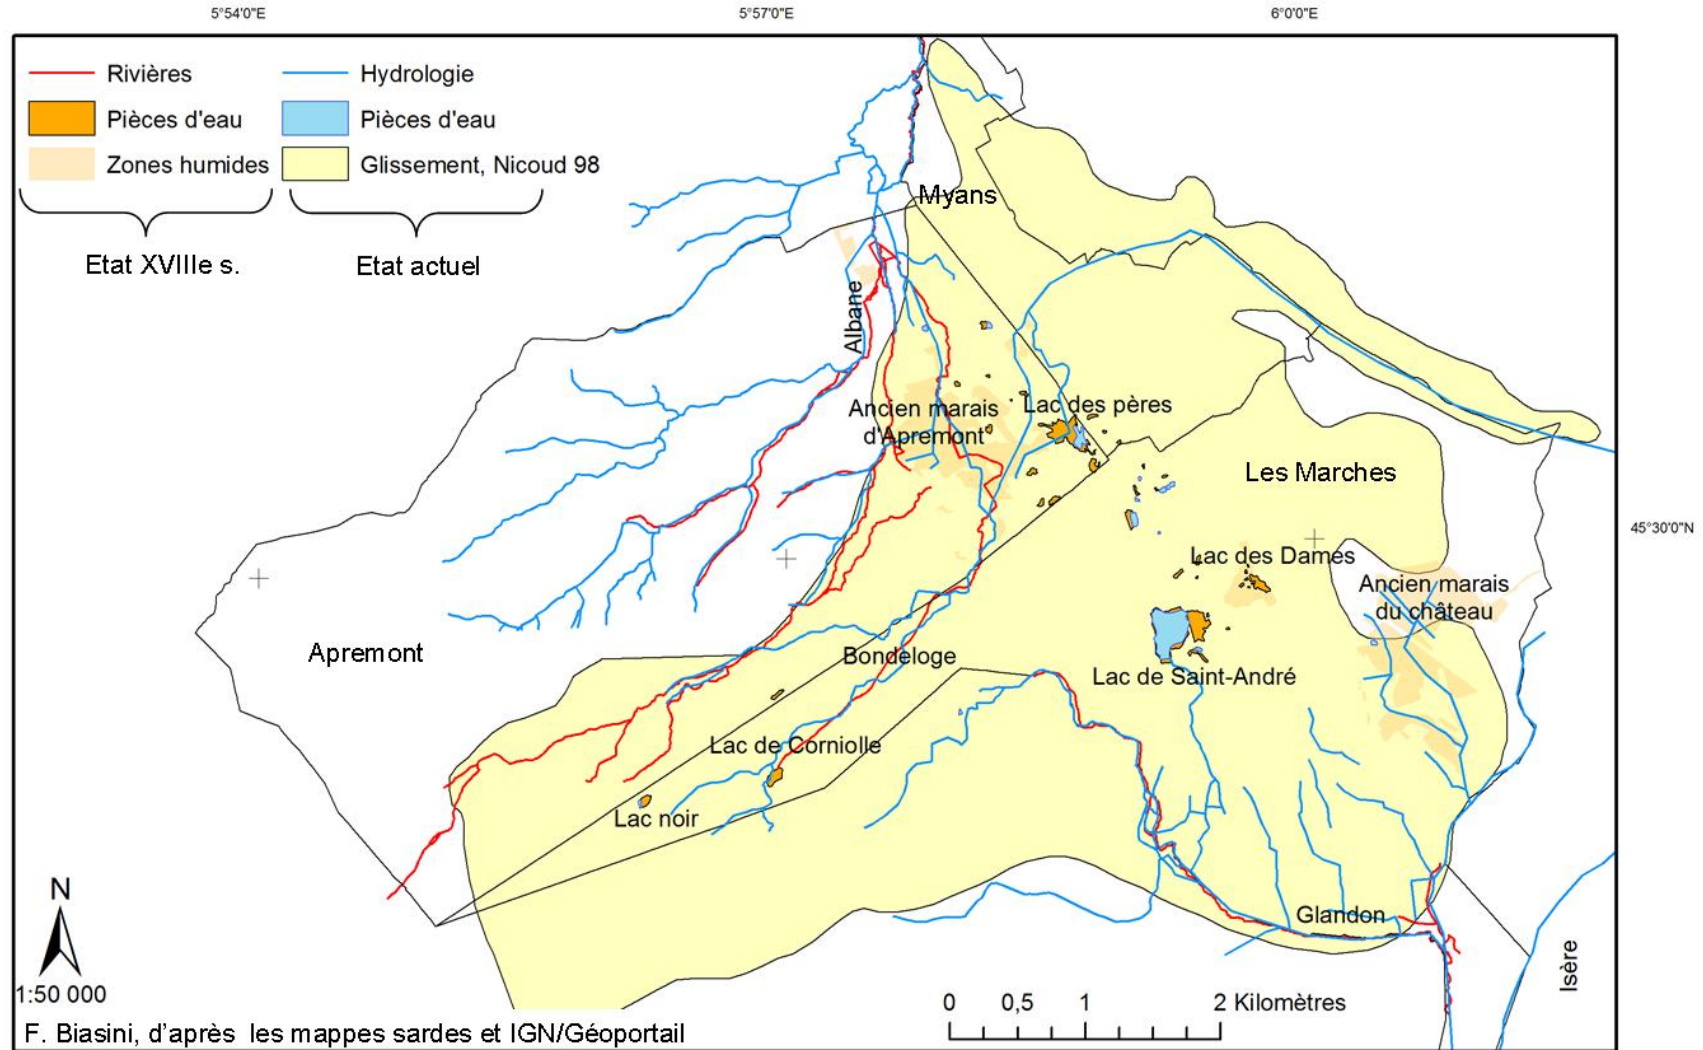 5°54'0"E
5°57'0"E
6°0'0"E
Rivières
Hydrologie
Pièces d'eau
Pièces d'eau
Zones humides
Glissement, Nicoud 98
Etat XVIIIe s.
Etat actuel
Myans
Albane
Ancien marais
d'Apremont
Lac des pères
Les Marches
45°30'0"N
Lac des Dames
Ancien marais
du château
Apremont
Bondeloge
Lac de Saint-André
Lac de Corniolle
Lac noir
Glandon
Isère
N
1:50 000
0 0,5 1 2 Kilomètres
F. Biasini, d'après les mappes sardes et IGN/Géoportail